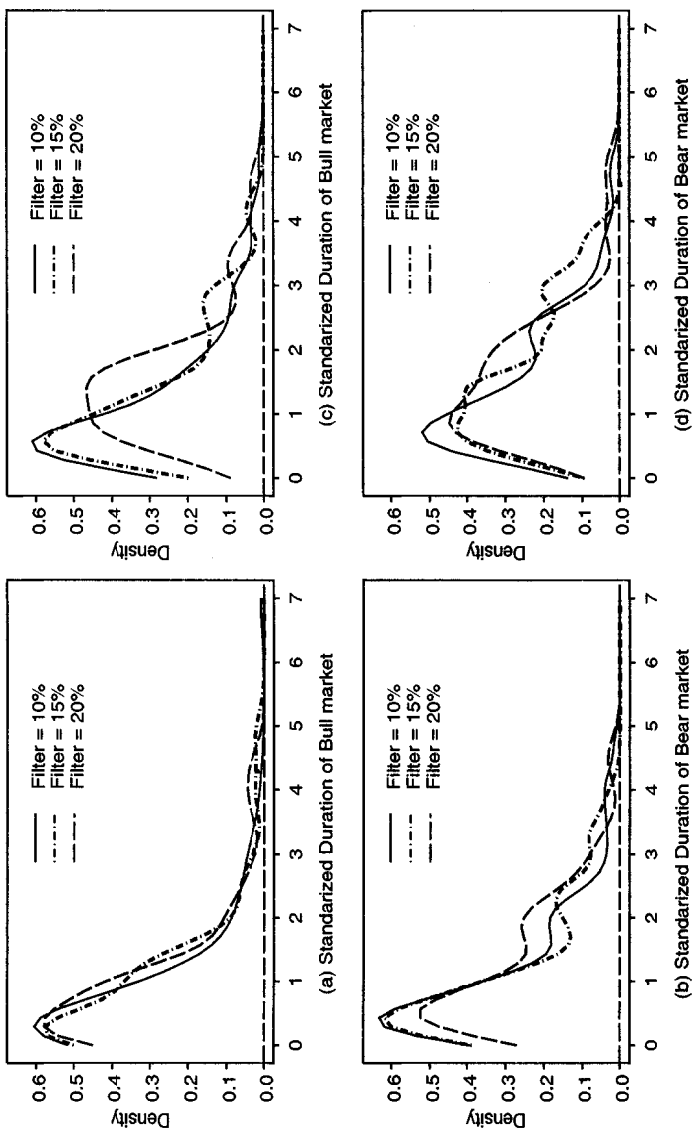 Density
0.6
0.5
0.4
0.3
0.2
0.1
0.0
Filter = 10%
Filter = 15%
Filter = 20%
0 1 2 3 4 5 6 7
(a) Standarized Duration of Bull market
Density
0.6
0.5
0.4
0.3
0.2
0.1
0.0
Filter = 10%
Filter = 15%
Filter = 20%
0 1 2 3 4 5 6 7
(c) Standarized Duration of Bull market
Density
0.6
0.5
0.4
0.3
0.2
0.1
0.0
Filter = 10%
Filter = 15%
Filter = 20%
0 1 2 3 4 5 6 7
(b) Standarized Duration of Bear market
Density
0.6
0.5
0.4
0.3
0.2
0.1
0.0
Filter = 10%
Filter = 15%
Filter = 20%
0 1 2 3 4 5 6 7
(d) Standarized Duration of Bear market